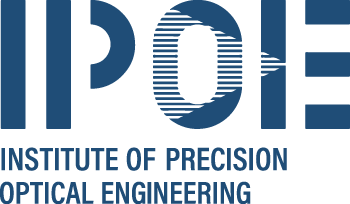 IPOE
INSTITUTE OF PRECISION
OPTICAL ENGINEERING